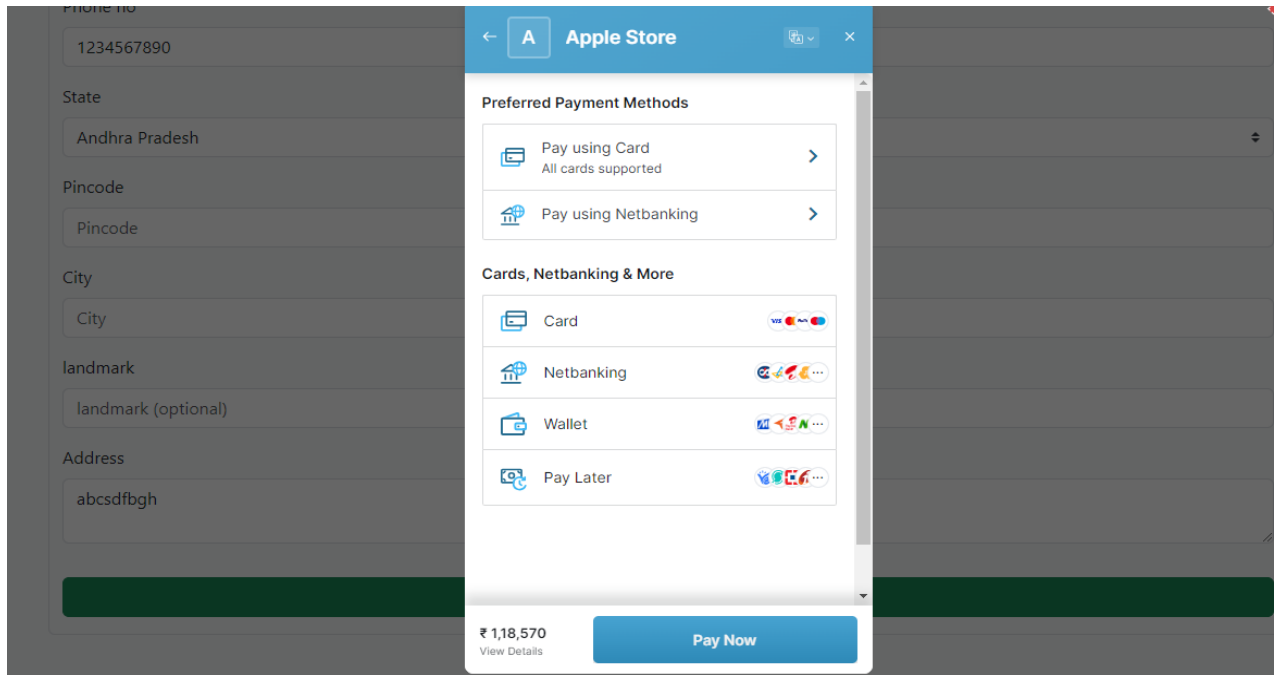 Phone no
1234567890
State
Andhra Pradesh
Pincode
Pincode
City
City
landmark
landmark (optional)
Address
abcsdfbgh
A
Apple Store
Preferred Payment Methods
Pay using Card
All cards supported
Pay using Netbanking
Cards, Netbanking & More
Card
VISA
Netbanking
Wallet
Pay Later
₹ 1,18,570
View Details
Pay Now